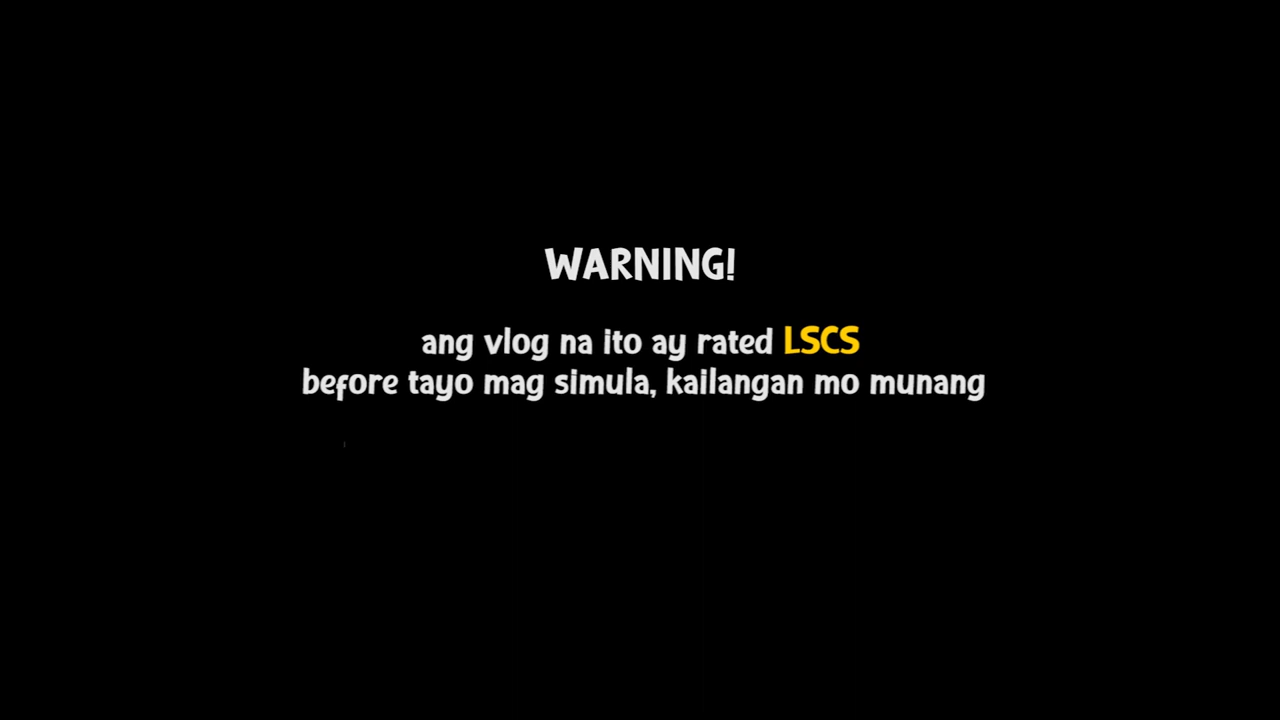 WARNING!
ang vlog na ito ay rated LSCS
before tayo mag simula, kailangan mo munang